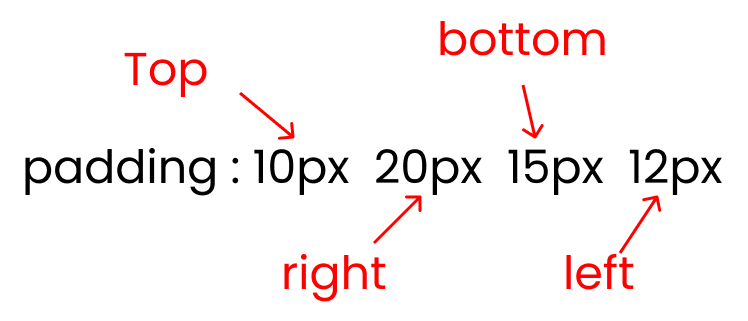 bottom
Top
padding : 10px 20px 15px 12px
right left